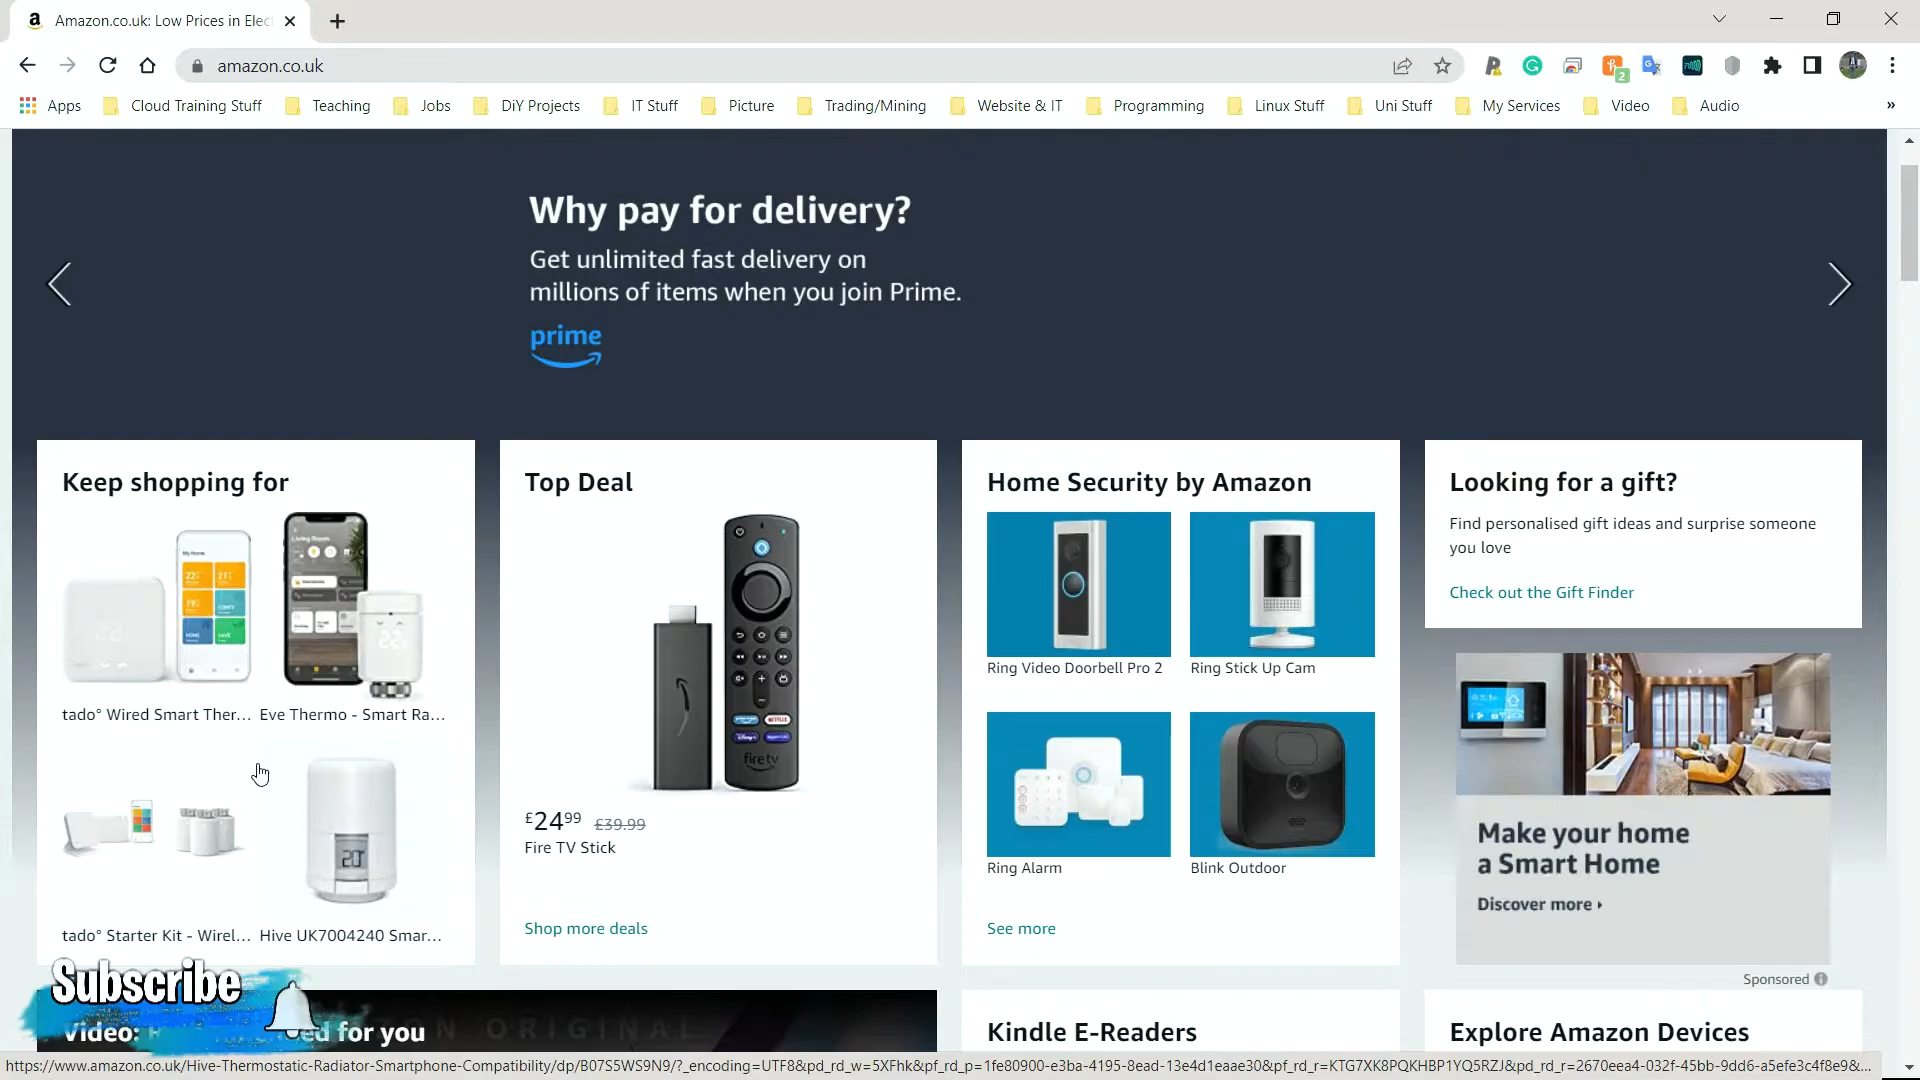 Amazon.co.uk: Low Prices in Elec
amazon.co.uk
2
Apps
Cloud Training Stuff
Teaching
Jobs
DiY Projects
IT Stuff
Picture
Trading/Mining
Website & IT
Programming
Linux Stuff
Uni Stuff
My Services
Video
Audio
»
Why pay for delivery?
Get unlimited fast delivery on
millions of items when you join Prime.
prime
Keep shopping for
tado° Wired Smart Ther...
Eve Thermo - Smart Ra...
tado° Starter Kit - Wirel...
Hive UK7004240 Smar...
Top Deal
fire tv
£24.99 £39.99
Fire TV Stick
Shop more deals
Home Security by Amazon
Ring Video Doorbell Pro 2
Ring Stick Up Cam
Ring Alarm
Blink Outdoor
See more
Looking for a gift?
Find personalised gift ideas and surprise someone
you love
Check out the Gift Finder
Make your home
a Smart Home
Discover more
Sponsored
Subscribe
Video:
ed for you
N ORIGINAL
Kindle E-Readers
Explore Amazon Devices
https://www.amazon.co.uk/Hive-Thermostatic-Radiator-Smartphone-Compatibility/dp/B07S5WS9N9/?_encoding=UTF8&pd_rd_w=5XFhk&pf_rd_p=1fe80900-e3ba-4195-8ead-13e4d1eaae30&pf_rd_r=KTG7XK8PQKHBP1YQ5RZJ&pd_rd_r=2670eea4-032f-45bb-9dd6-a5efe3c4f8e9&...